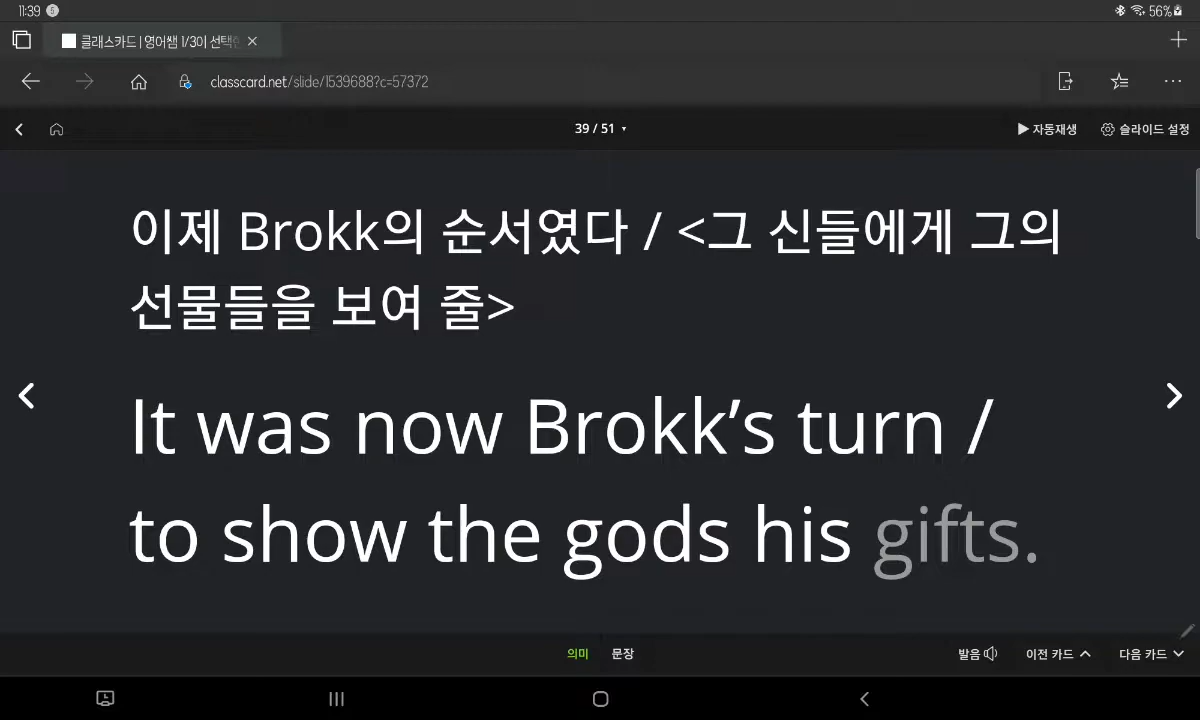 11:39 5 56%
클래스카드 | 영어쌤 1/3이 선택한
classcard.net/slide/1539688?c=57372
39 / 51 자동재생 슬라이드 설정
이제 Brokk의 순서였다 / <그 신들에게 그의
선물들을 보여 줄>
It was now Brokk’s turn /
to show the gods his gifts.
의미 문장 발음 이전 카드 다음 카드